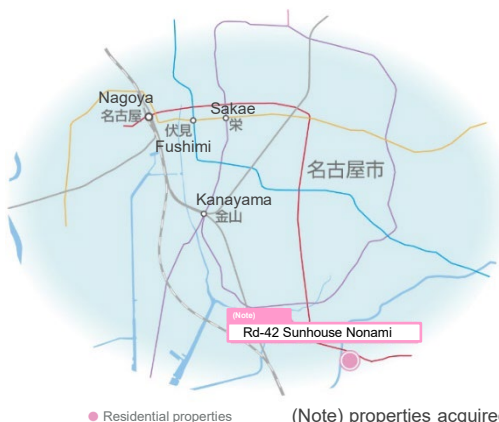 Nagoya
名古屋
Sakae
栄
伏見
Fushimi
名古屋市
Kanayama
金山
(Note)
Rd-42 Sunhouse Nonami
Residential properties
(Note) properties acquired